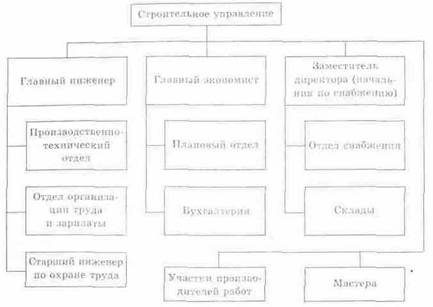 Строительное управление
Главный инженер
Главный экономист
Заместитель
директора (началь-
ник по снабжению)
Производственно-
технический
отдел
Плановый отдел
Отдел снабжения
Отдел организа-
ции труда
и зарплаты
Бухгалтерия
Склады
Старший инженер
по охране труда
Участки произво-
дителей работ
Мастера